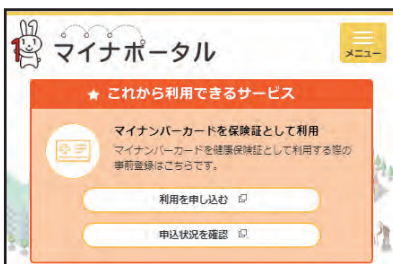 マイナポータル
メニュー
★ これから利用できるサービス
マイナンバーカードを保険証として利用
マイナンバーカードを健康保険証として利用する際の
事前登録はこちらです。
利用を申し込む
申込状況を確認